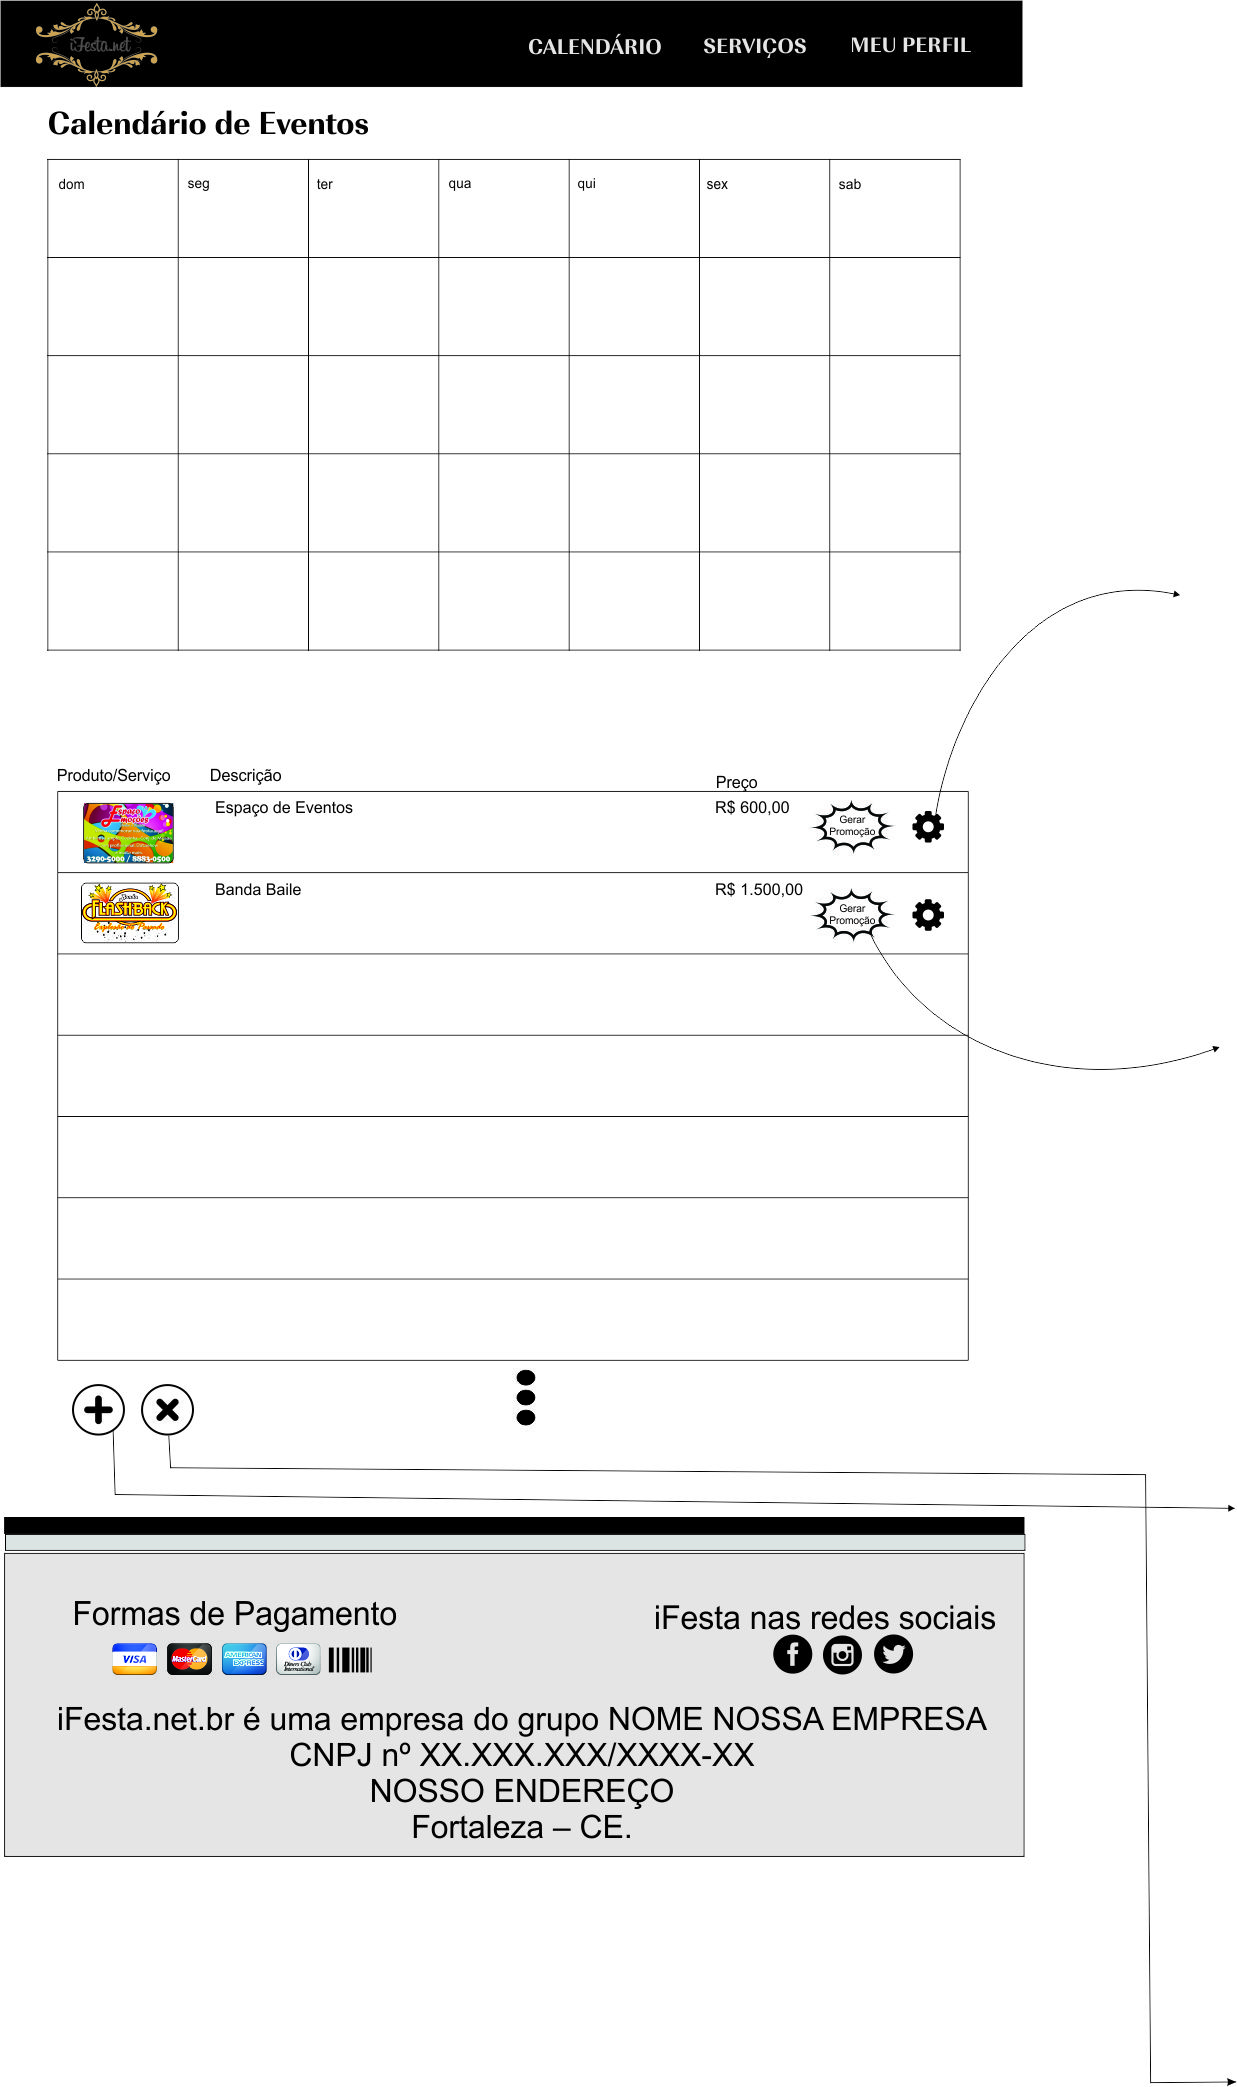 iFesta.net
CALENDÁRIO SERVIÇOS MEU PERFIL
Calendário de Eventos
dom seg ter qua qui sex sab
Produto/Serviço Descrição Preço
Espaço
Emoções
3290-5000 / 8883-0500
Espaço de Eventos R$ 600,00
Gerar
Promoção
Banda
FLASHBACK
Explosão do Passado
Banda Baile R$ 1.500,00
Gerar
Promoção
Formas de Pagamento
iFesta nas redes sociais
VISA MasterCard AMERICAN EXPRESS Diners Club International
iFesta.net.br é uma empresa do grupo NOME NOSSA EMPRESA
CNPJ nº XX.XXX.XXX/XXXX-XX
NOSSO ENDEREÇO
Fortaleza – CE.